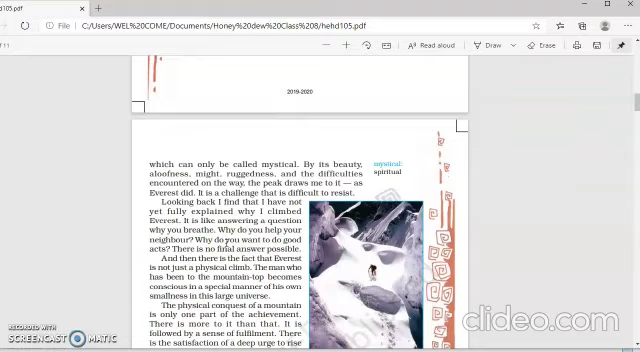 hd105.pdf
File
C:/Users/WEL%20COME/Documents/Honey%20dew%20Class%208/hehd105.pdf
of 11
Read aloud
Draw
Erase
2019-2020
which can only be called mystical. By its beauty,
aloofness, might, ruggedness, and the difficulties
encountered on the way, the peak draws me to it — as
Everest did. It is a challenge that is difficult to resist.
mystical:
spiritual
Looking back I find that I have not
yet fully explained why I climbed
Everest. It is like answering a question
why you breathe. Why do you help your
neighbour? Why do you want to do good
acts? There is no final answer possible.
And then there is the fact that Everest
is not just a physical climb. The man who
has been to the mountain-top becomes
conscious in a special manner of his own
smallness in this large universe.
The physical conquest of a mountain
is only one part of the achievement.
There is more to it than that. It is
followed by a sense of fulfilment. There
is the satisfaction of a deep urge to rise
RECORDED WITH
SCREENCAST MATIC
clideo.com